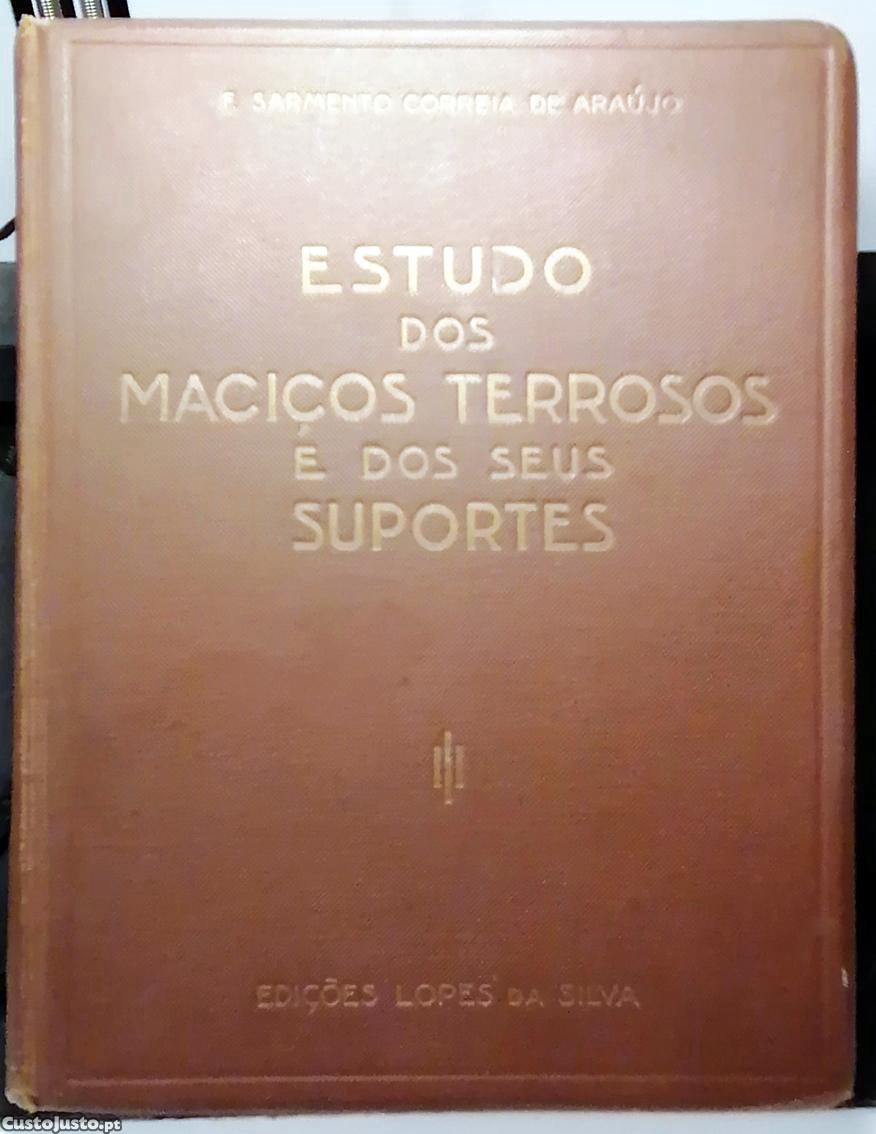 F. SARMENTO CORREIA DE ARAÚJO
ESTUDO
DOS
MACIÇOS TERROSOS
E DOS SEUS
SUPORTES
EDIÇÕES LOPES DA SILVA
CustoJusto.pt